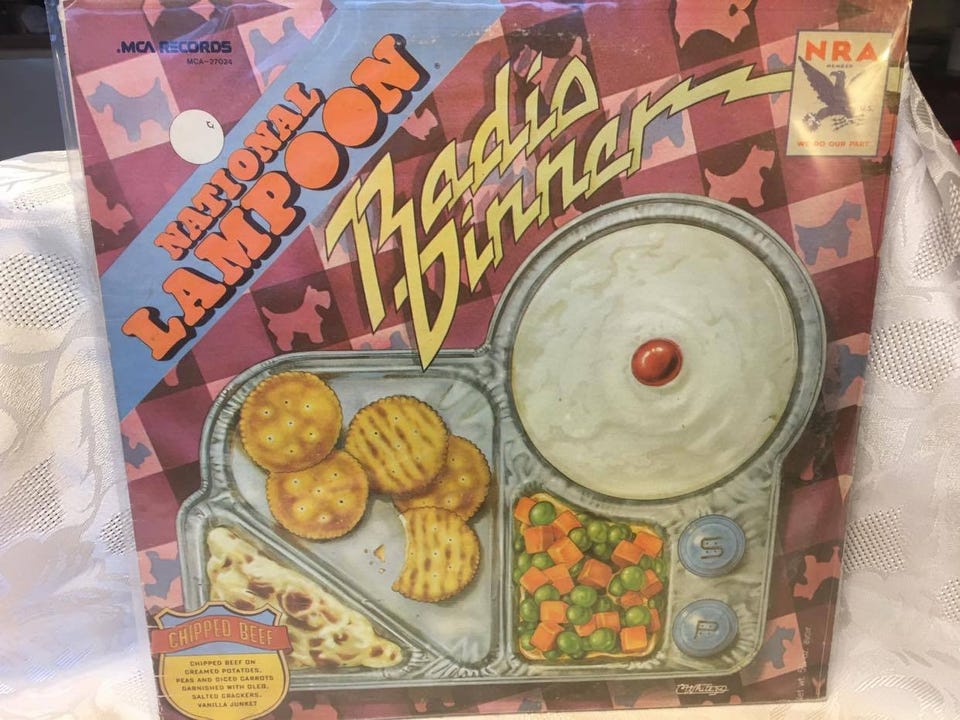 .MCA RECORDS
MCA-27024
NATIONAL
LAMPOON
®
Radio
Dinner
NRA
MEMBER
U.S.
WE DO OUR PART
S
P
CHIPPED BEEF
CHIPPED BEEF ON
CREAMED POTATOES,
PEAS AND DICED CARROTS
GARNISHED WITH OLEO,
SALTED CRACKERS,
VANILLA JUNKET